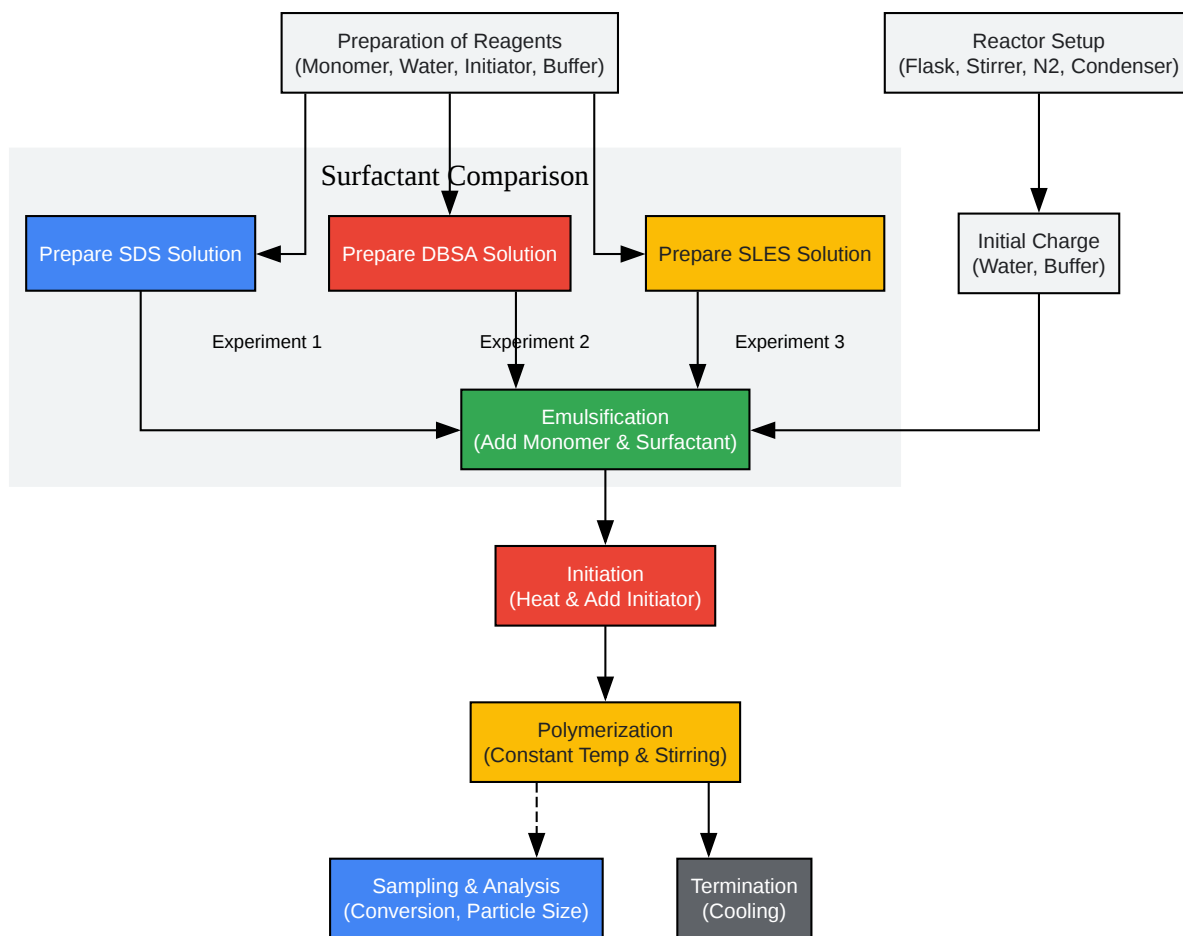 Preparation of Reagents
(Monomer, Water, Initiator, Buffer)
Reactor Setup
(Flask, Stirrer, N2, Condenser)
Surfactant Comparison
Prepare SDS Solution
Prepare DBSA Solution
Prepare SLES Solution
Initial Charge
(Water, Buffer)
Experiment 1
Experiment 2
Experiment 3
Emulsification
(Add Monomer & Surfactant)
Initiation
(Heat & Add Initiator)
Polymerization
(Constant Temp & Stirring)
Sampling & Analysis
(Conversion, Particle Size)
Termination
(Cooling)